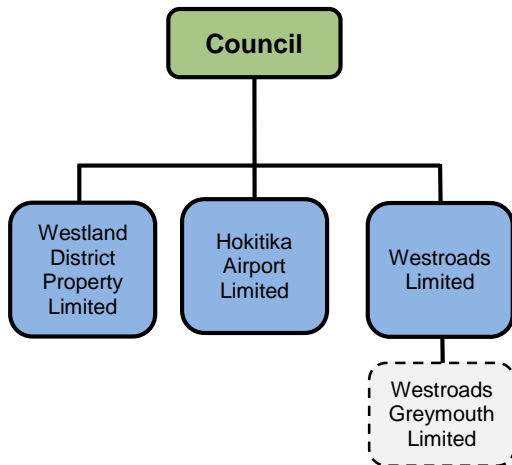 Council
Westland
District
Property
Limited
Hokitika
Airport
Limited
Westroads
Limited
Westroads
Greymouth
Limited